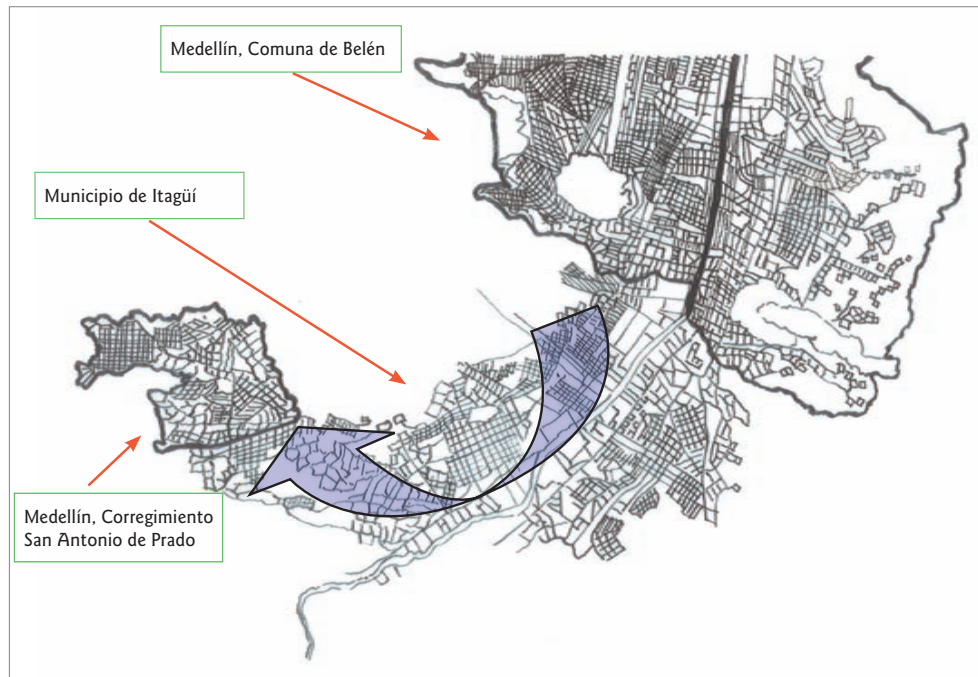 Medellín, Comuna de Belén
Municipio de Itagüí
Medellín, Corregimiento
San Antonio de Prado